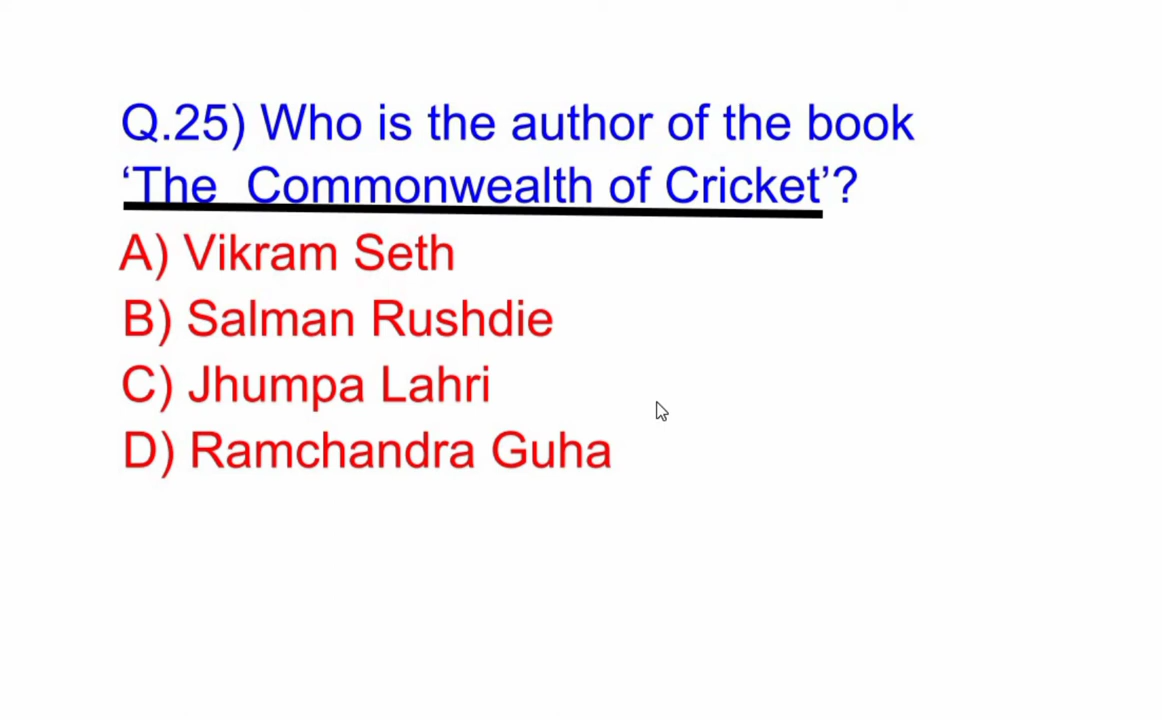 Q.25) Who is the author of the book
‘The Commonwealth of Cricket’?
A) Vikram Seth
B) Salman Rushdie
C) Jhumpa Lahri
D) Ramchandra Guha